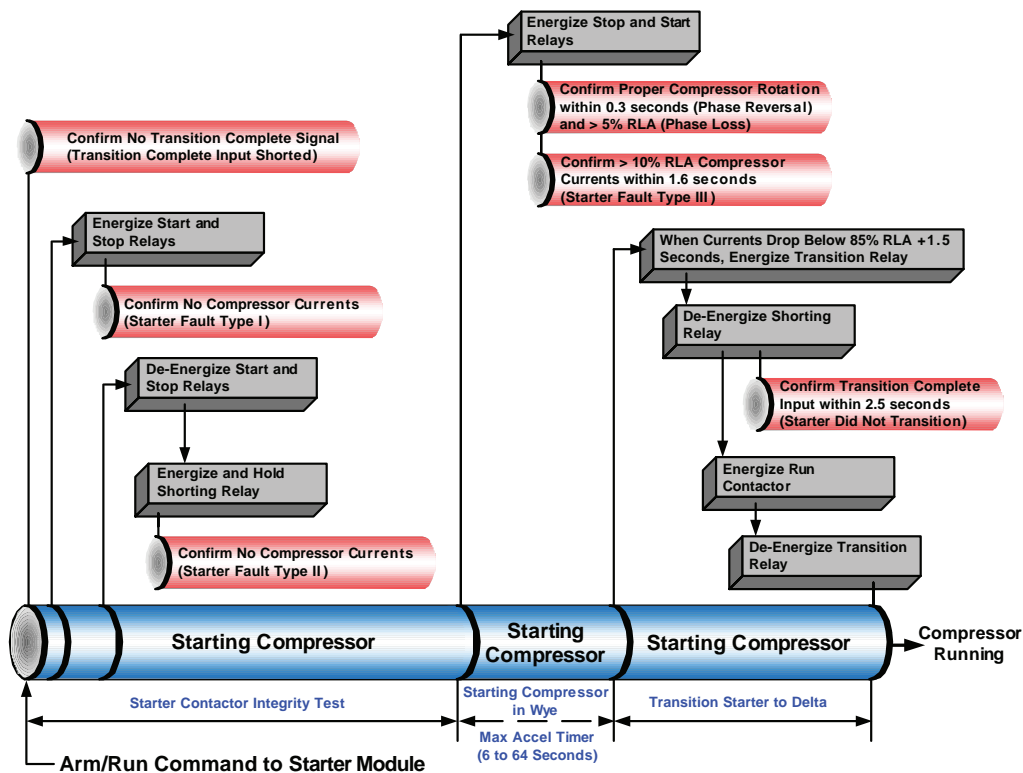 Energize Stop and Start
Relays
Confirm Proper Compressor Rotation
within 0.3 seconds (Phase Reversal)
and > 5% RLA (Phase Loss)
Confirm No Transition Complete Signal
(Transition Complete Input Shorted)
Confirm > 10% RLA Compressor
Currents within 1.6 seconds
(Starter Fault Type III)
Energize Start and
Stop Relays
When Currents Drop Below 85% RLA +1.5
Seconds, Energize Transition Relay
Confirm No Compressor Currents
(Starter Fault Type I)
De-Energize Shorting
Relay
De-Energize Start and
Stop Relays
Confirm Transition Complete
Input within 2.5 seconds
(Starter Did Not Transition)
Energize and Hold
Shorting Relay
Energize Run
Contactor
Confirm No Compressor Currents
(Starter Fault Type II)
De-Energize Transition
Relay
Starting Compressor
Starting
Compressor
Starting Compressor
Compressor
Running
Starter Contactor Integrity Test
Starting Compressor
in Wye
Max Accel Timer
(6 to 64 Seconds)
Transition Starter to Delta
Arm/Run Command to Starter Module